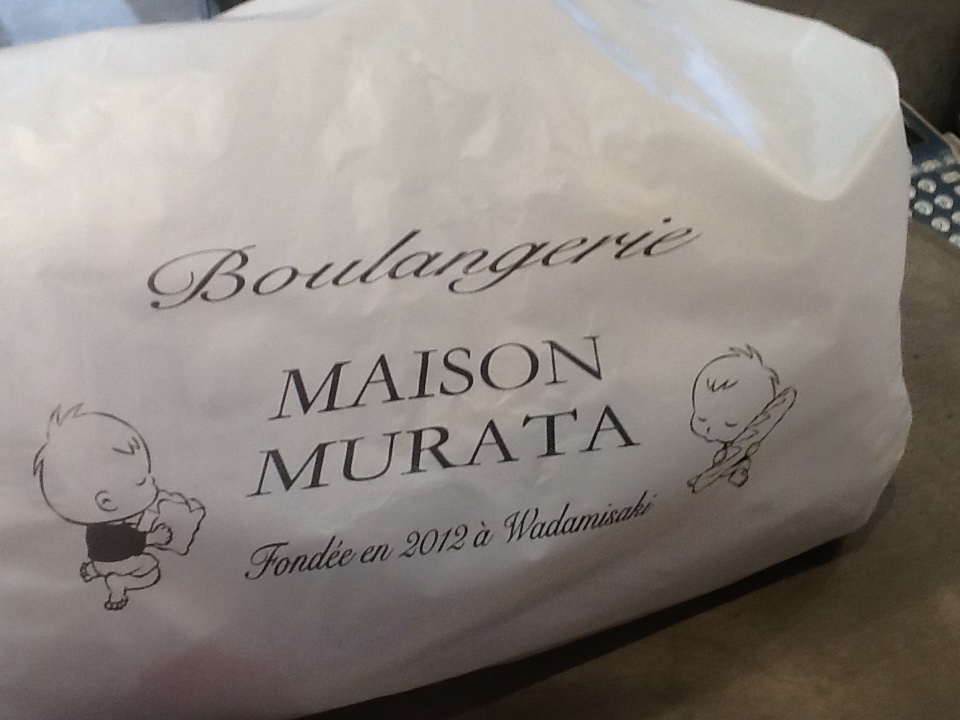 Boulangerie
MAISON
MURATA
Fondée en 2012 à Wadamisaki